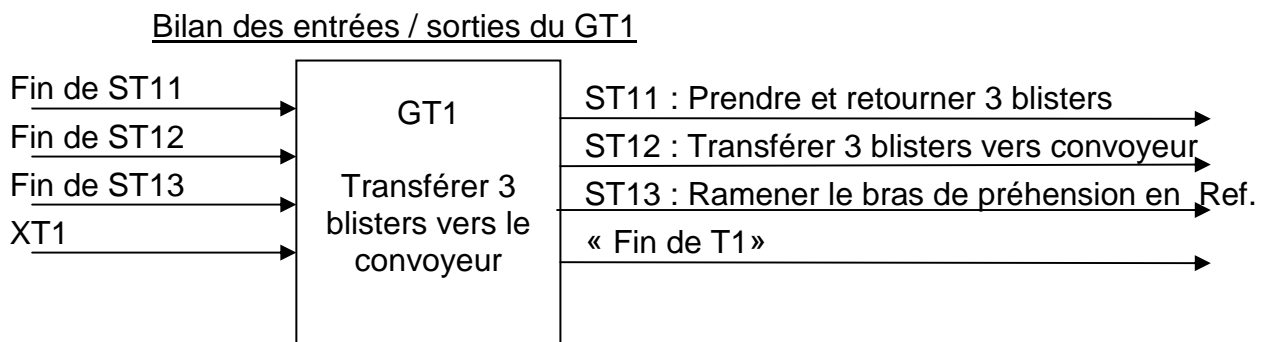 Bilan des entrées / sorties du GT1
Fin de ST11
Fin de ST12
Fin de ST13
XT1
GT1
Transférer 3
blisters vers le
convoyeur
ST11 : Prendre et retourner 3 blisters
ST12 : Transférer 3 blisters vers convoyeur
ST13 : Ramener le bras de préhension en Ref.
« Fin de T1»